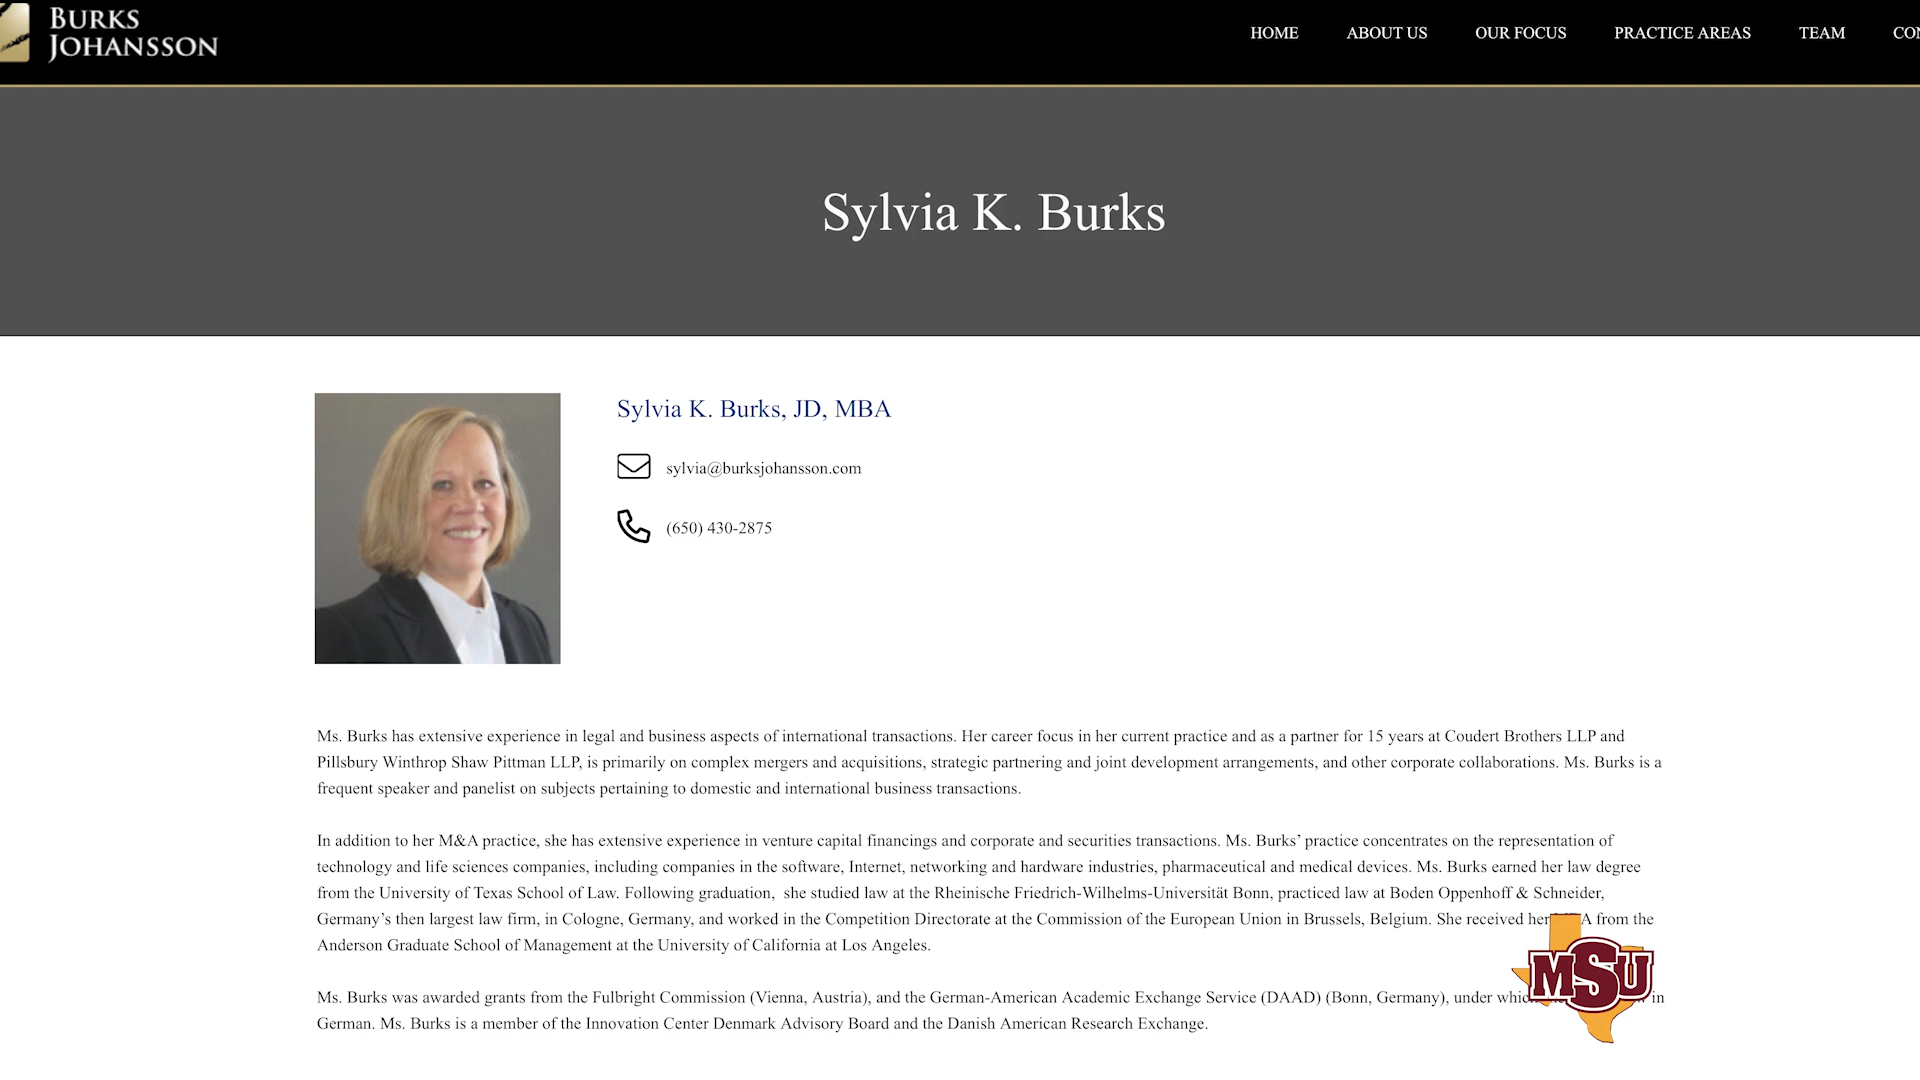 BURKS
JOHANSSON
HOME ABOUT US OUR FOCUS PRACTICE AREAS TEAM
Sylvia K. Burks
Sylvia K. Burks, JD, MBA
sylvia@burksjohansson.com
(650) 430-2875
Ms. Burks has extensive experience in legal and business aspects of international transactions. Her career focus in her current practice and as a partner for 15 years at Coudert Brothers LLP and
Pillsbury Winthrop Shaw Pittman LLP, is primarily on complex mergers and acquisitions, strategic partnering and joint development arrangements, and other corporate collaborations. Ms. Burks is a
frequent speaker and panelist on subjects pertaining to domestic and international business transactions.
In addition to her M&A practice, she has extensive experience in venture capital financings and corporate and securities transactions. Ms. Burks’ practice concentrates on the representation of
technology and life sciences companies, including companies in the software, Internet, networking and hardware industries, pharmaceutical and medical devices. Ms. Burks earned her law degree
from the University of Texas School of Law. Following graduation, she studied law at the Rheinische Friedrich-Wilhelms-Universität Bonn, practiced law at Boden Oppenhoff & Schneider,
Germany’s then largest law firm, in Cologne, Germany, and worked in the Competition Directorate at the Commission of the European Union in Brussels, Belgium. She received her from the
Anderson Graduate School of Management at the University of California at Los Angeles.
Ms. Burks was awarded grants from the Fulbright Commission (Vienna, Austria), and the German-American Academic Exchange Service (DAAD) (Bonn, Germany), under in
German. Ms. Burks is a member of the Innovation Center Denmark Advisory Board and the Danish American Research Exchange.
MSU